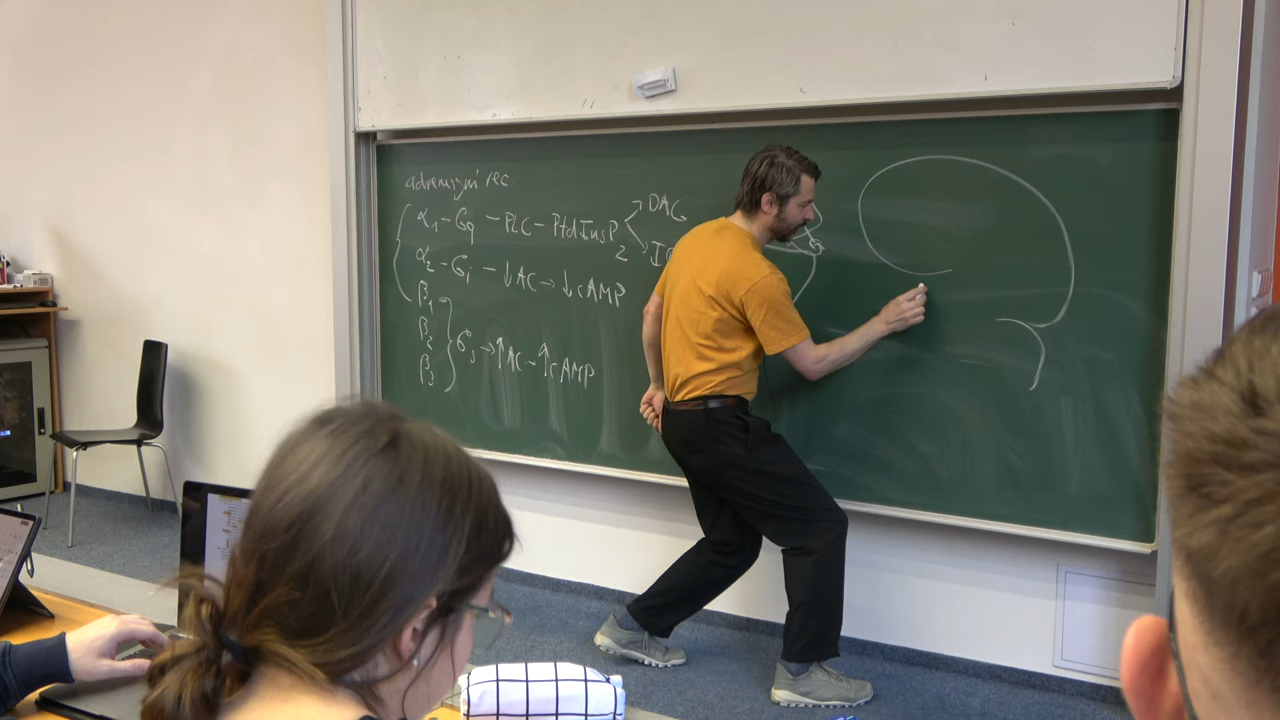 adrenergní rec.
α₁ - Gq - PLC - PtdInsP₂ DAG
α₂ - Gᵢ - ↓AC → ↓cAMP
β₁
β₂ Gₛ → ↑AC → ↑cAMP
β₃